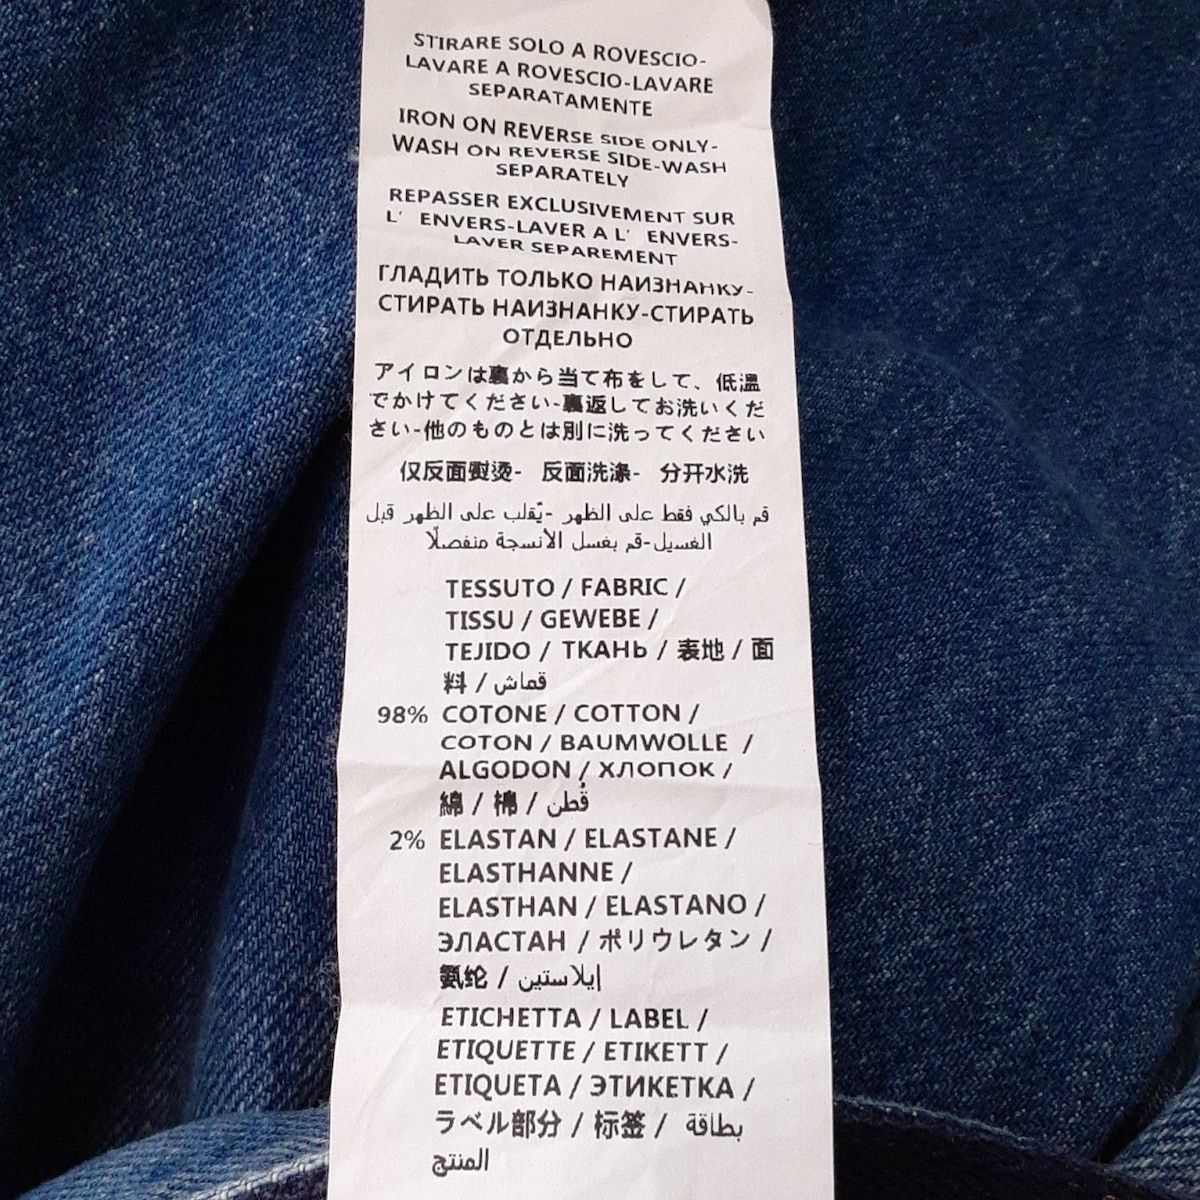 STIRARE SOLO A ROVESCIO-
LAVARE A ROVESCIO-LAVARE
SEPARATAMENTE
IRON ON REVERSE SIDE ONLY-
WASH ON REVERSE SIDE-WASH
SEPARATELY
REPASSER EXCLUSIVEMENT SUR
L' ENVERS-LAVER A L' ENVERS-
LAVER SEPAREMENT
ГЛАДИТЬ ТОЛЬКО НАИЗНАНКУ-
СТИРАТЬ НАИЗНАНКУ-СТИРАТЬ
ОТДЕЛЬНО
アイロンは裏から当て布をして、低温
でかけてください-裏返してお洗いくだ
さい-他のものとは別に洗ってください
仅反面熨烫- 反面洗涤- 分开水洗
قم بالكي فقط على الظهر -يُقلب على الظهر قبل
الغسيل-قم بغسل الأنسجة منفصلًا
TESSUTO / FABRIC /
TISSU / GEWEBE /
TEJIDO / ТКАНЬ / 表地 / 面
料 / قماش
98% COTONE / COTTON /
COTON / BAUMWOLLE /
ALGODON / ХЛОПОК /
綿 / 棉 / قُطن
2% ELASTAN / ELASTANE /
ELASTHANNE /
ELASTHAN / ELASTANO /
ЭЛАСТАН / ポリウレタン /
氨纶 / إيلاستين
ETICHETTA / LABEL /
ETIQUETTE / ETIKETT /
ETIQUETA / ЭТИКЕТКА /
ラベル部分 / 标签 / بطاقة
المنتج